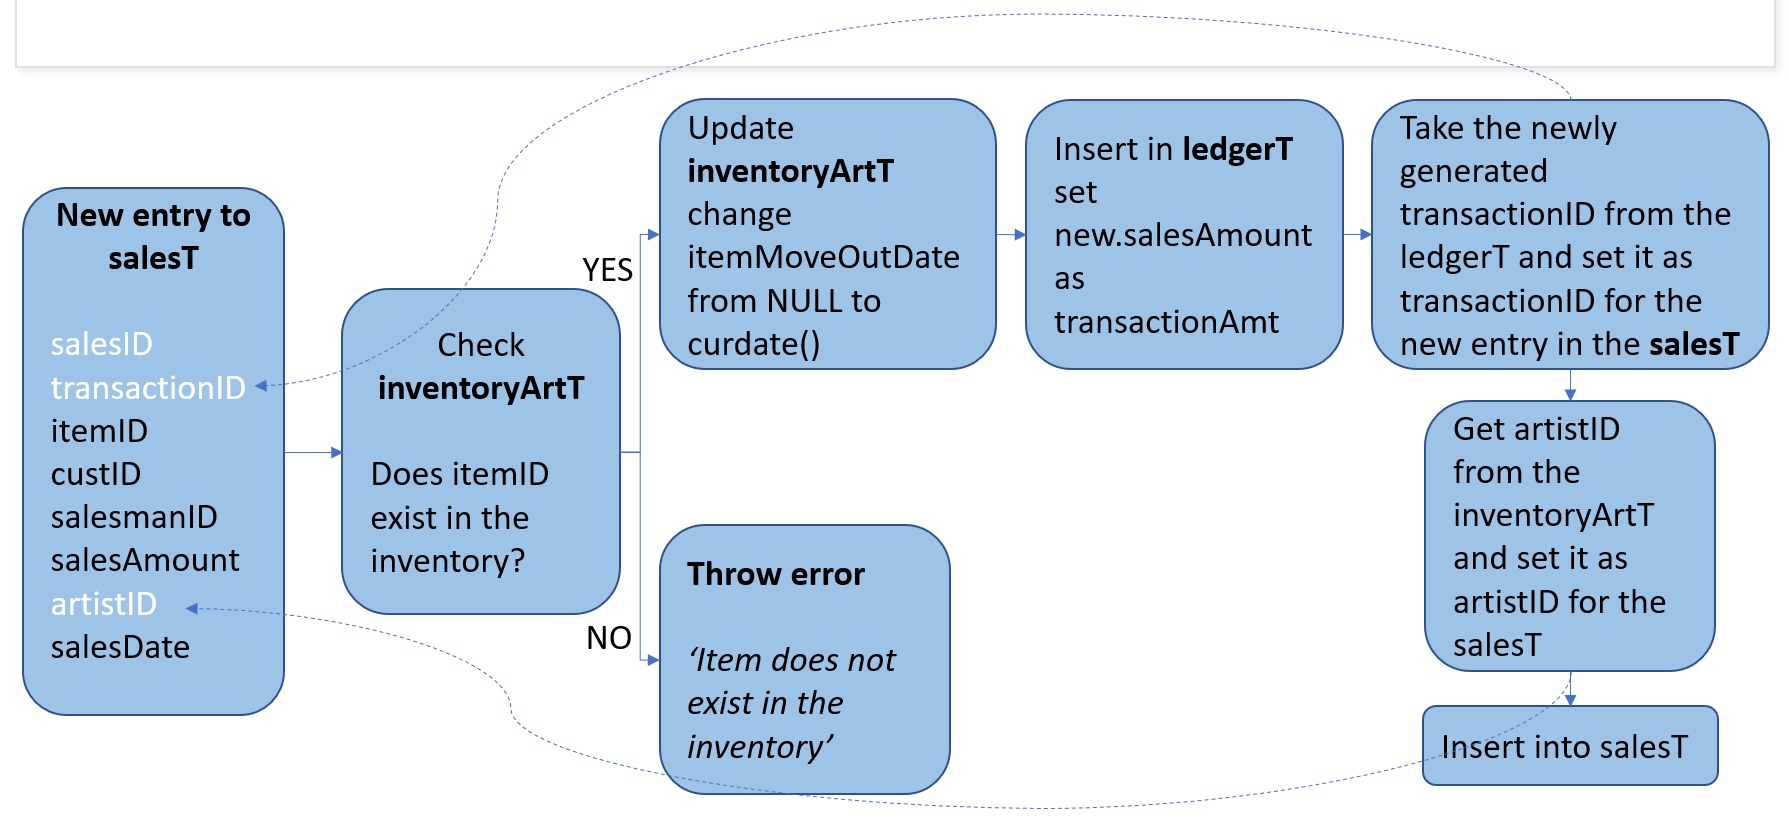 New entry to
salesT
salesID
transactionID
itemID
custID
salesmanID
salesAmount
artistID
salesDate
Check
inventoryArtT
Does itemID
exist in the
inventory?
YES
NO
Update
inventoryArtT
change
itemMoveOutDate
from NULL to
curdate()
Insert in ledgerT
set
new.salesAmount
as
transactionAmt
Take the newly
generated
transactionID from the
ledgerT and set it as
transactionID for the
new entry in the salesT
Get artistID
from the
inventoryArtT
and set it as
artistID for the
salesT
Insert into salesT
Throw error
‘Item does not
exist in the
inventory’